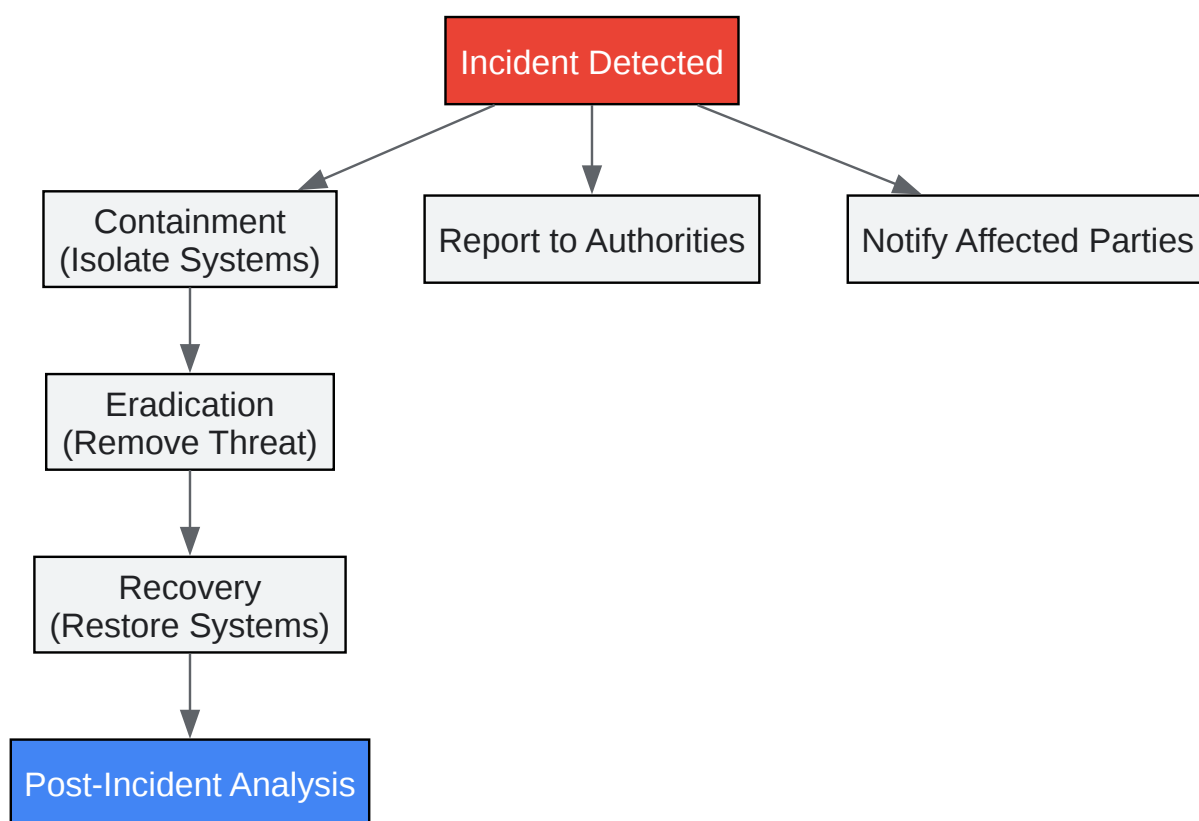 Incident Detected
Containment
(Isolate Systems)
Report to Authorities
Notify Affected Parties
Eradication
(Remove Threat)
Recovery
(Restore Systems)
Post-Incident Analysis